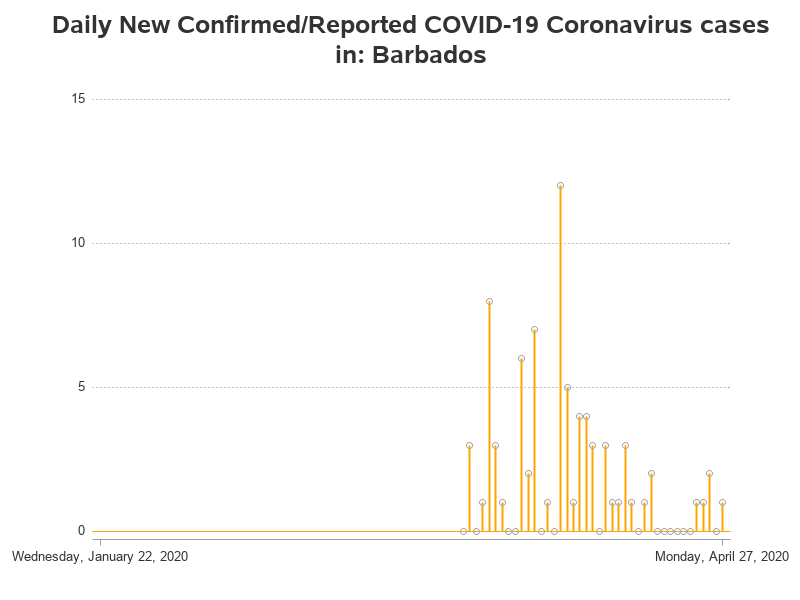 Daily New Confirmed/Reported COVID-19 Coronavirus cases
in: Barbados
15
10
5
0
Wednesday, January 22, 2020
Monday, April 27, 2020